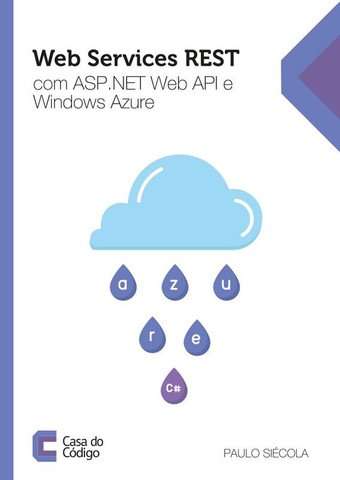 Web Services REST
com ASP.NET Web API e
Windows Azure
a z u
r e
C#
Casa do
Código
PAULO SIÉCOLA